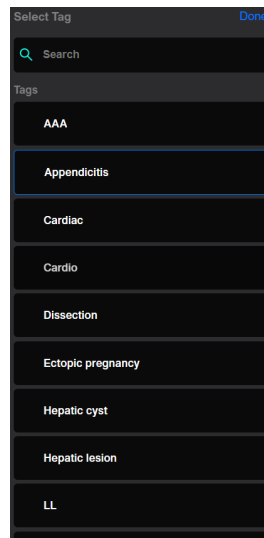 Select Tag
Done
Search
Tags
AAA
Appendicitis
Cardiac
Cardio
Dissection
Ectopic pregnancy
Hepatic cyst
Hepatic lesion
LL